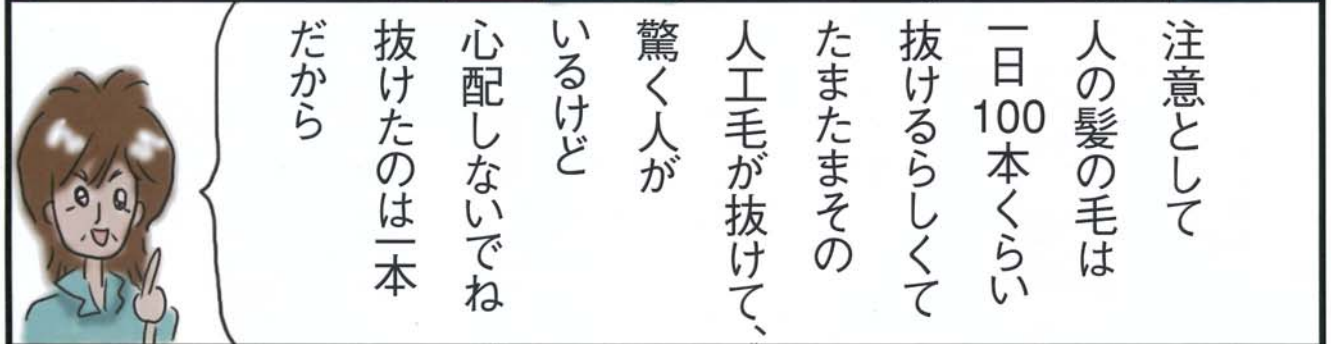 注意として
人の髪の毛は
一日100本くらい
抜けるらしくて
たまたまその
人工毛が抜けて、
驚く人が
いるけど
心配しないでね
抜けたのは一本
だから